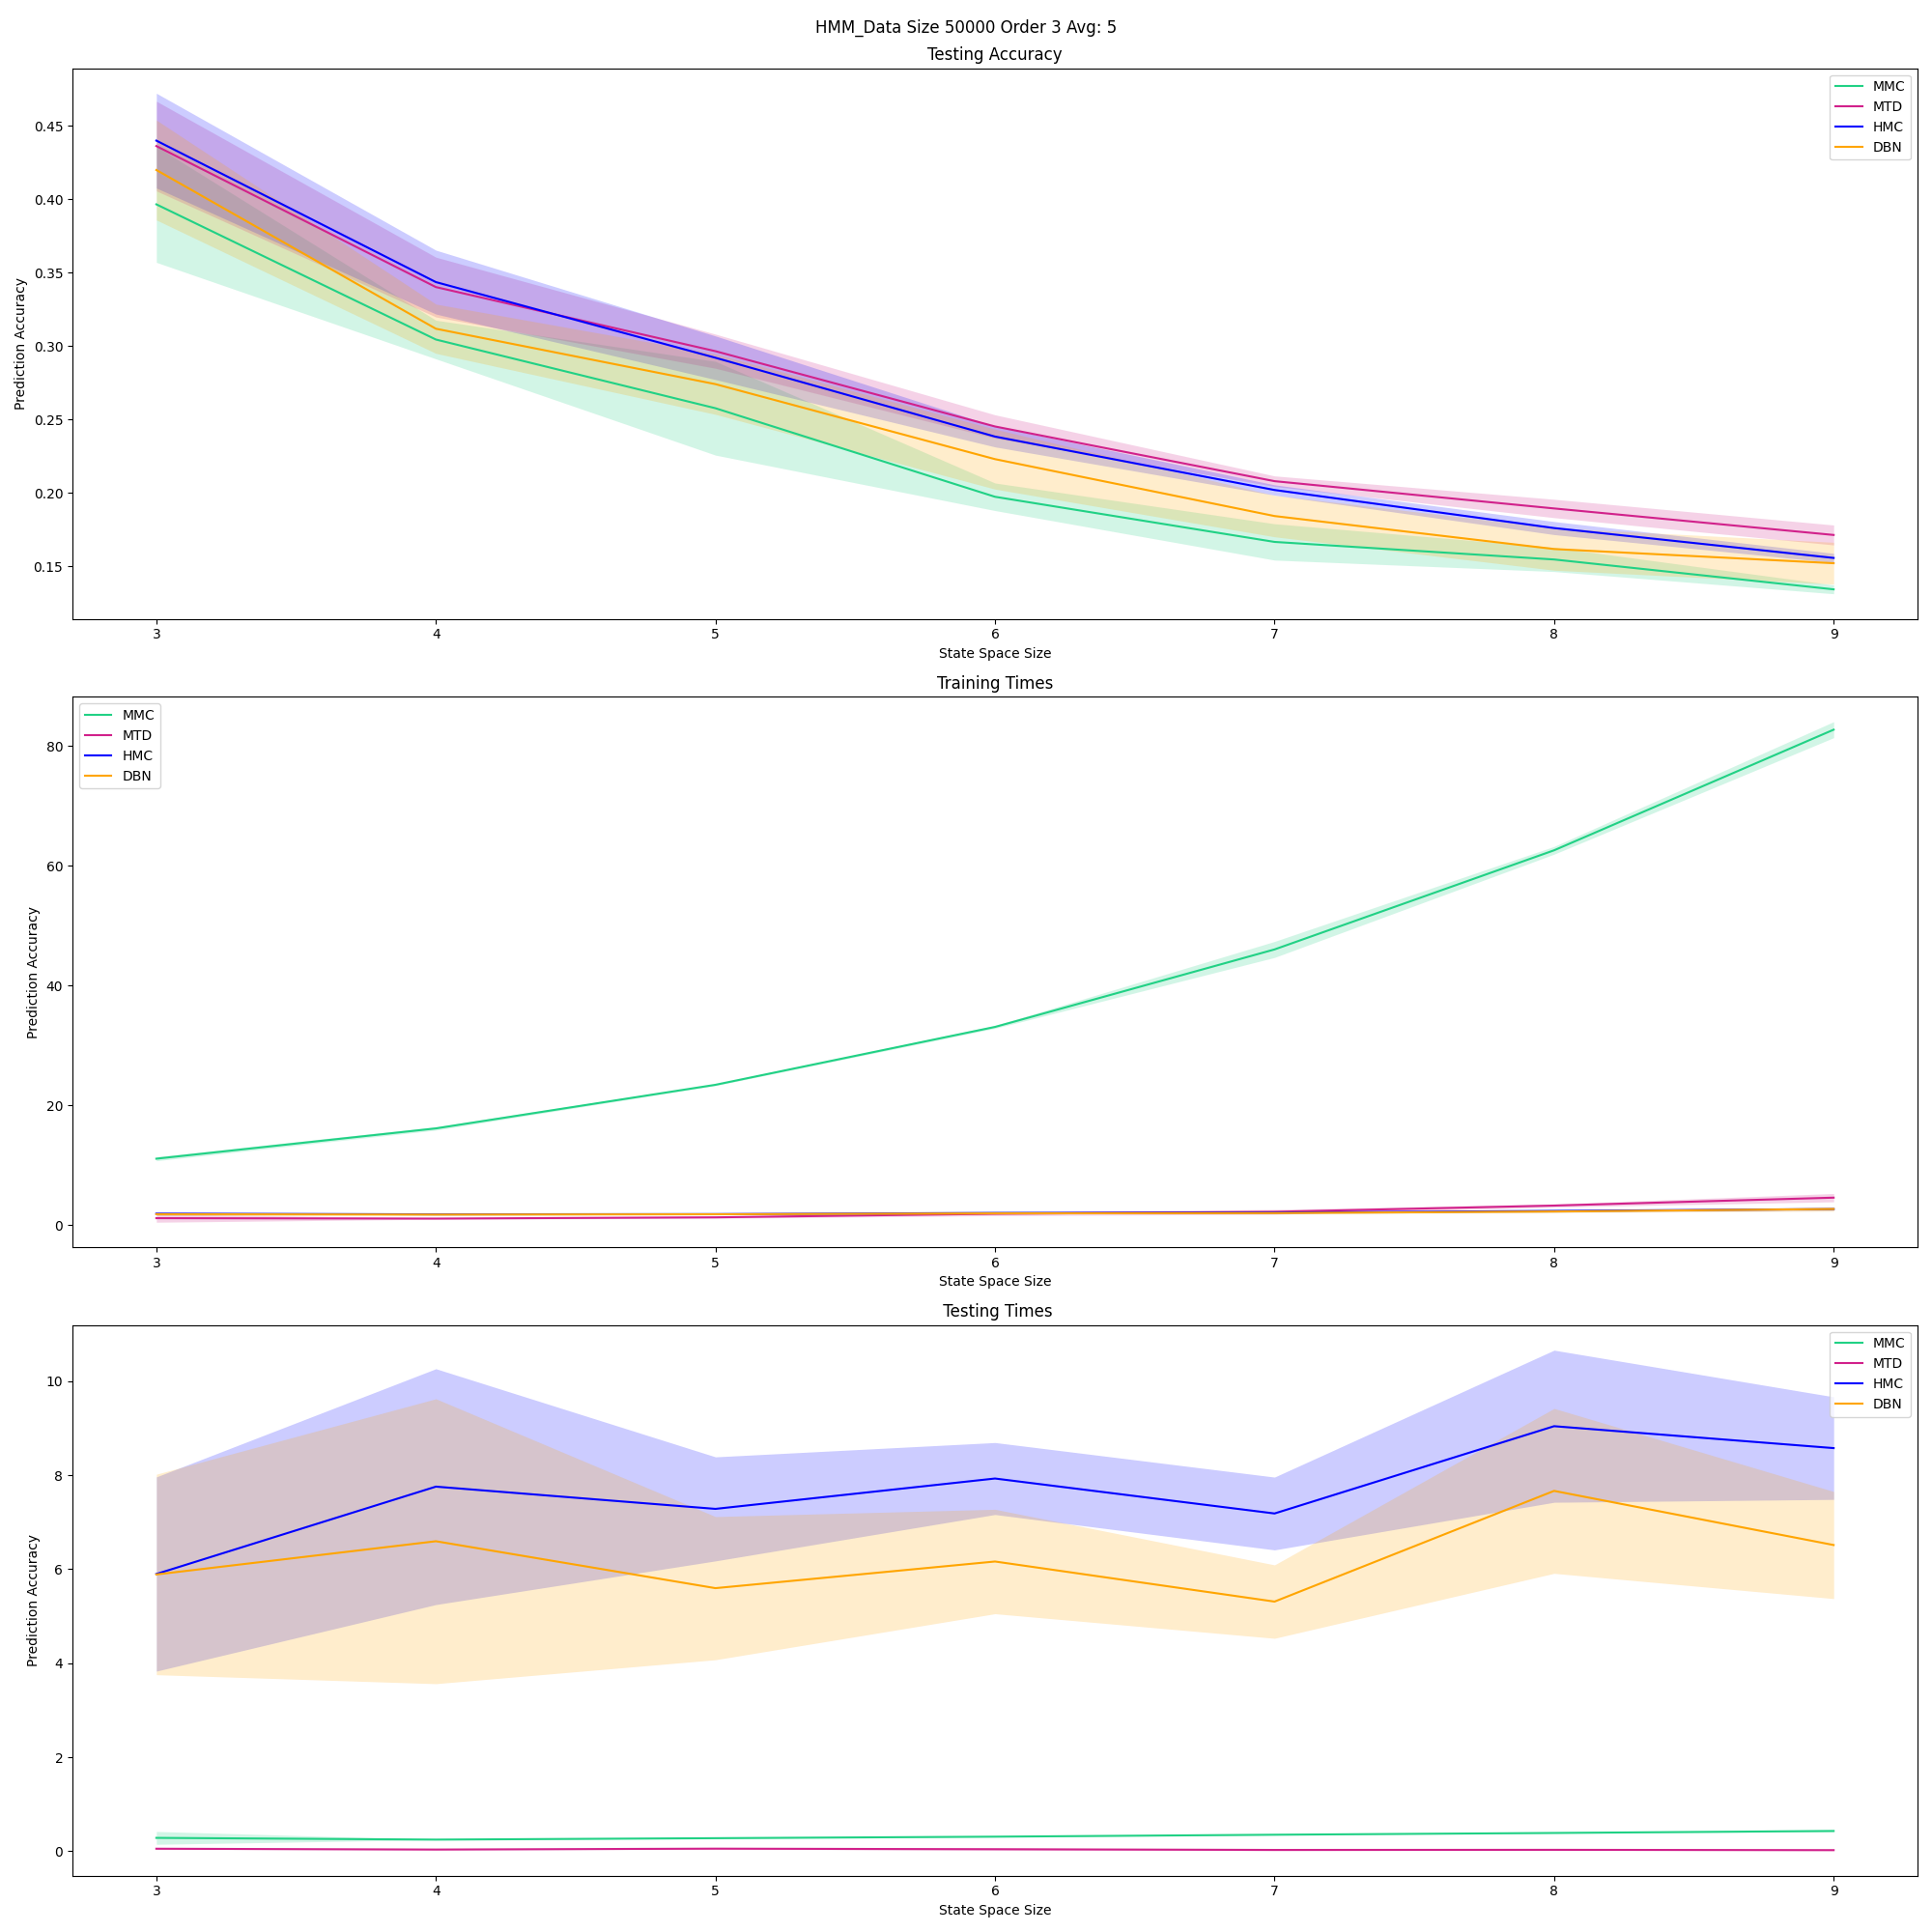 HMM_Data Size 50000 Order 3 Avg: 5
Testing Accuracy
MMC
MTD
HMC
DBN
0.45
0.40
0.35
0.30
0.25
0.20
0.15
Prediction Accuracy
3 4 5 6 7 8 9
State Space Size
Training Times
MMC
MTD
HMC
DBN
80
60
40
20
0
Prediction Accuracy
3 4 5 6 7 8 9
State Space Size
Testing Times
MMC
MTD
HMC
DBN
10
8
6
4
2
0
Prediction Accuracy
3 4 5 6 7 8 9
State Space Size